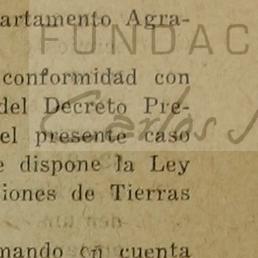 artamento Agra-
FUNDAC
conformidad con
del Decreto Pre-
el presente caso
Carlos
dispone la Ley
iones de Tierras
mando en cuenta